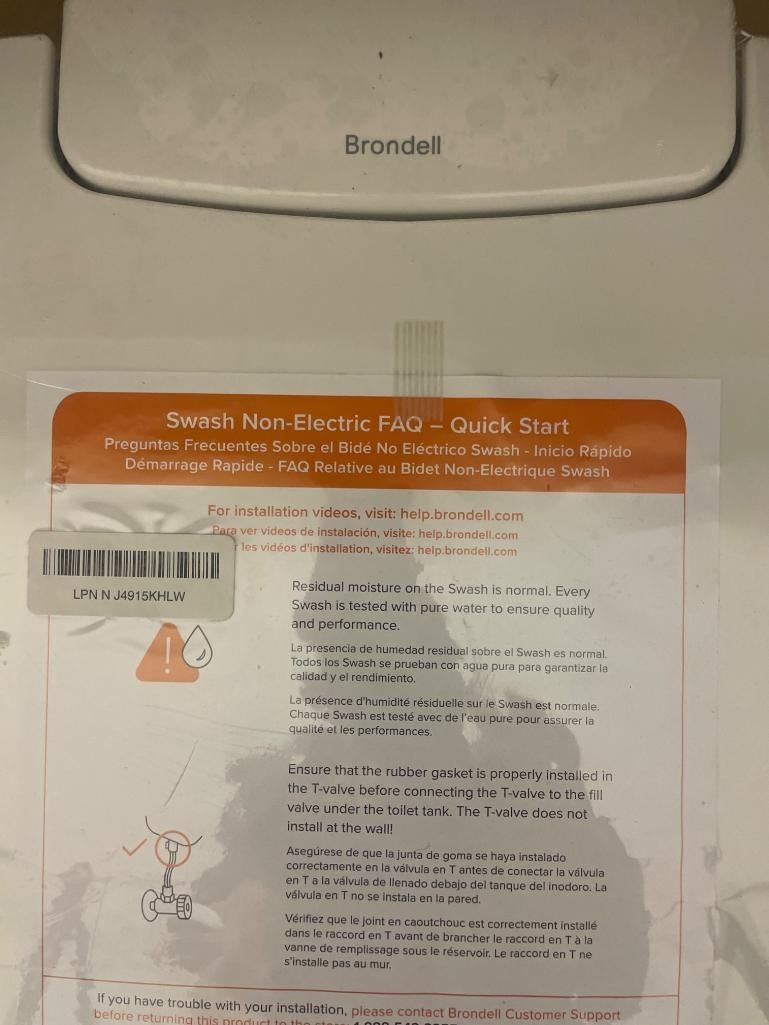 Brondell
Swash Non-Electric FAQ – Quick Start
Preguntas Frecuentes Sobre el Bidé No Eléctrico Swash - Inicio Rápido
Démarrage Rapide - FAQ Relative au Bidet Non-Electrique Swash
For installation videos, visit: help.brondell.com
Para ver videos de instalación, visite: help.brondell.com
les vidéos d'installation, visitez: help.brondell.com
LPN N J4915KHLW
Residual moisture on the Swash is normal. Every
Swash is tested with pure water to ensure quality
and performance.
La presencia de humedad residual sobre el Swash es normal.
Todos los Swash se prueban con agua pura para garantizar la
calidad y el rendimiento.
La présence d'humidité résiduelle sur le Swash est normale.
Chaque Swash est testé avec de l'eau pure pour assurer la
qualité et les performances.
Ensure that the rubber gasket is properly installed in
the T-valve before connecting the T-valve to the fill
valve under the toilet tank. The T-valve does not
install at the wall!
Asegúrese de que la junta de goma se haya instalado
correctamente en la válvula en T antes de conectar la válvula
en T a la válvula de llenado debajo del tanque del inodoro. La
válvula en T no se instala en la pared.
Vérifiez que le joint en caoutchouc est correctement installé
dans le raccord en T avant de brancher le raccord en T à la
vanne de remplissage sous le réservoir. Le raccord en T ne
s'installe pas au mur.
If you have trouble with your installation, please contact Brondell Customer Support
before returning this product to the store